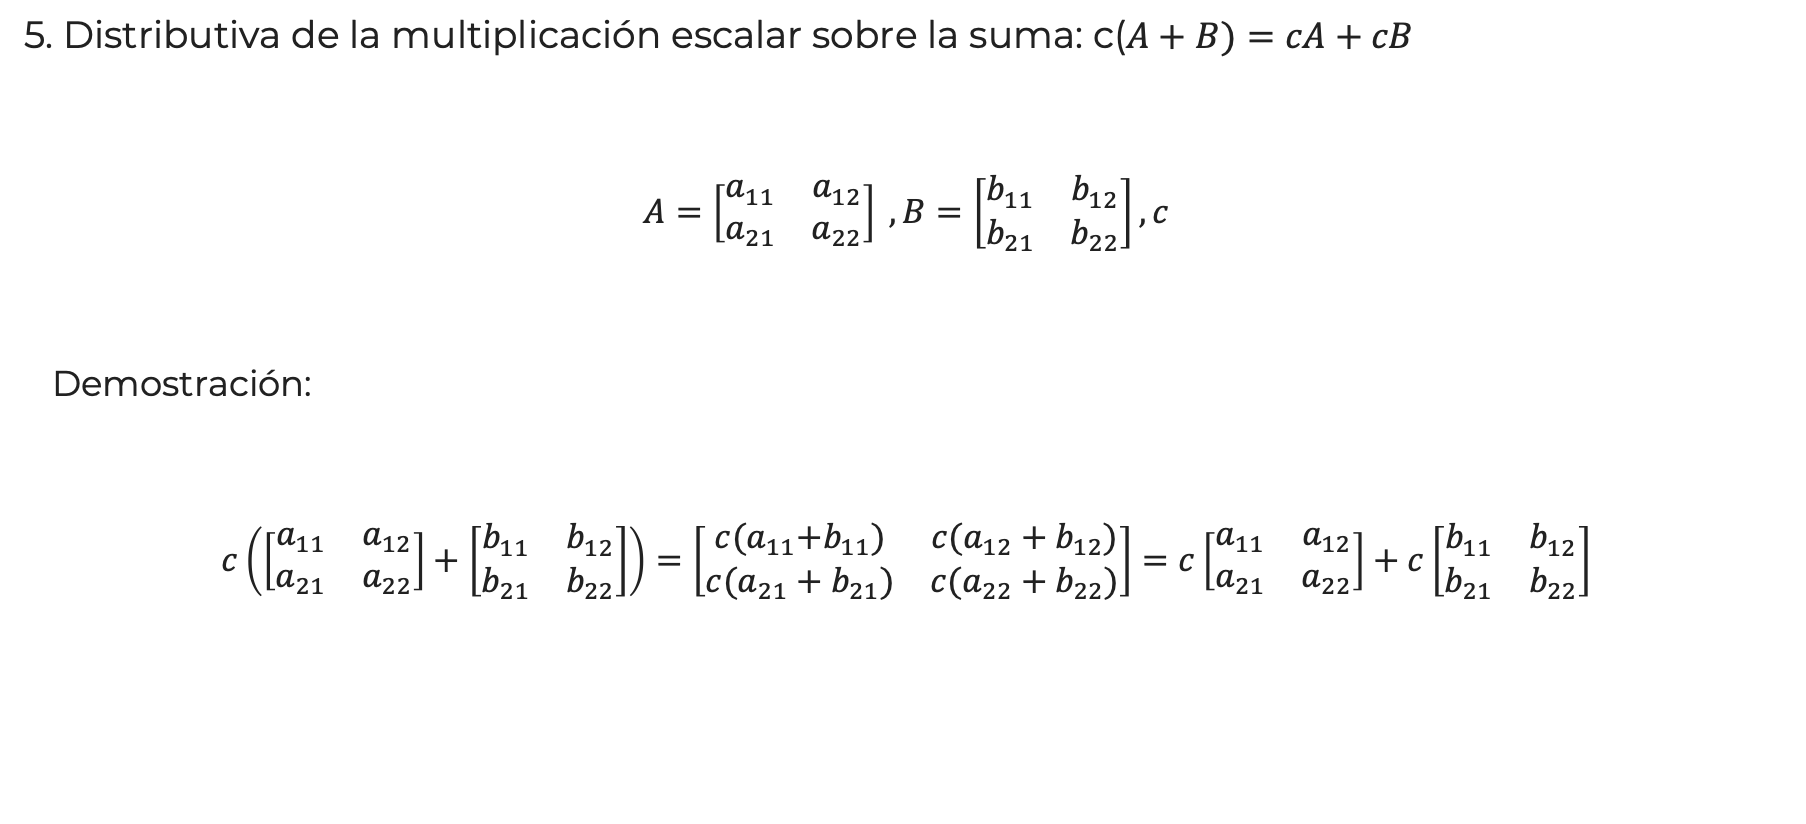 5. Distributiva de la multiplicación escalar sobre la suma: c(A + B) = cA + cB
A = [a₁₁ a₁₂; a₂₁ a₂₂] , B = [b₁₁ b₁₂; b₂₁ b₂₂], c
Demostración:
c ([a₁₁ a₁₂; a₂₁ a₂₂] + [b₁₁ b₁₂; b₂₁ b₂₂]) = [c(a₁₁+b₁₁) c(a₁₂ + b₁₂); c(a₂₁ + b₂₁) c(a₂₂ + b₂₂)] = c [a₁₁ a₁₂; a₂₁ a₂₂] + c [b₁₁ b₁₂; b₂₁ b₂₂]